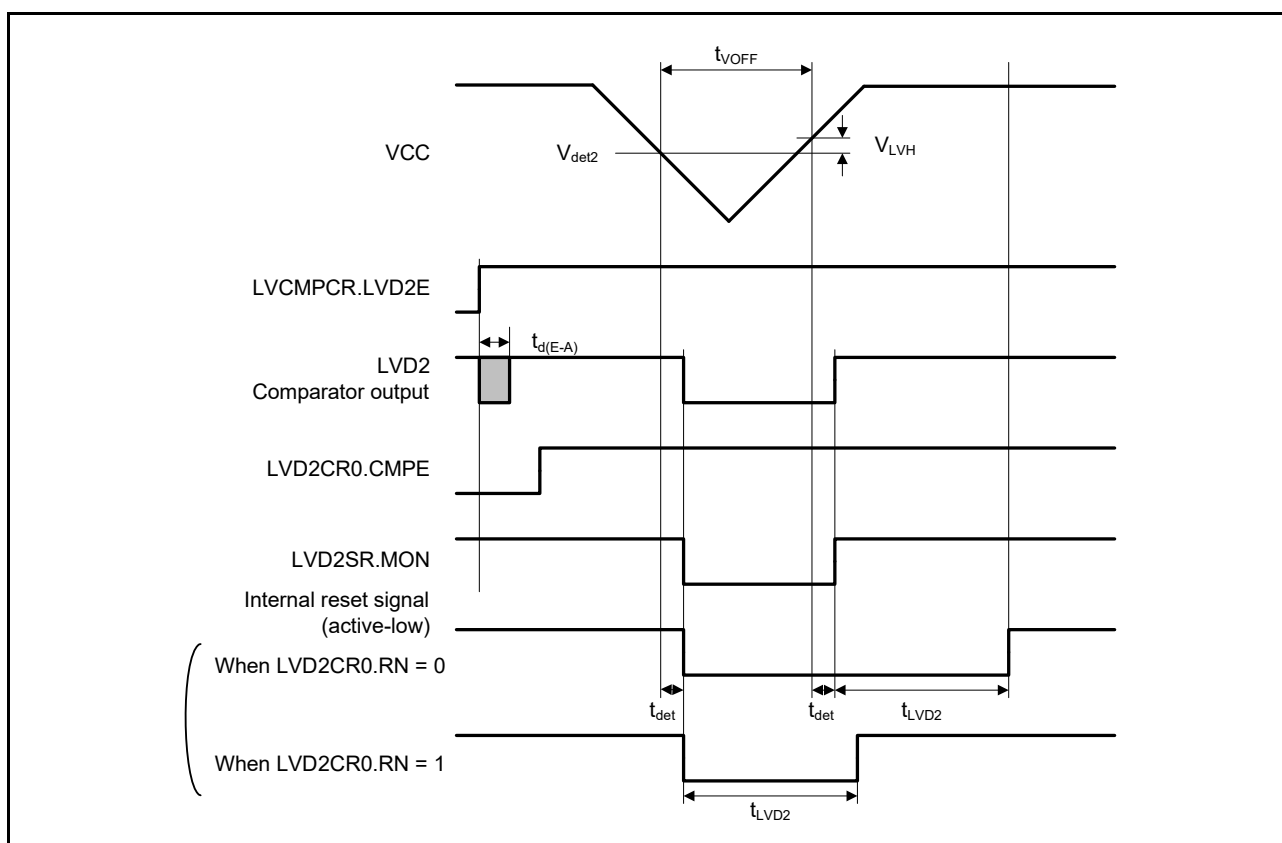 tVOFF
VCC
Vdet2
VLVH
LVCMPCR.LVD2E
td(E-A)
LVD2
Comparator output
LVD2CR0.CMPE
LVD2SR.MON
Internal reset signal
(active-low)
When LVD2CR0.RN = 0
tdet
tdet
tLVD2
When LVD2CR0.RN = 1
tLVD2